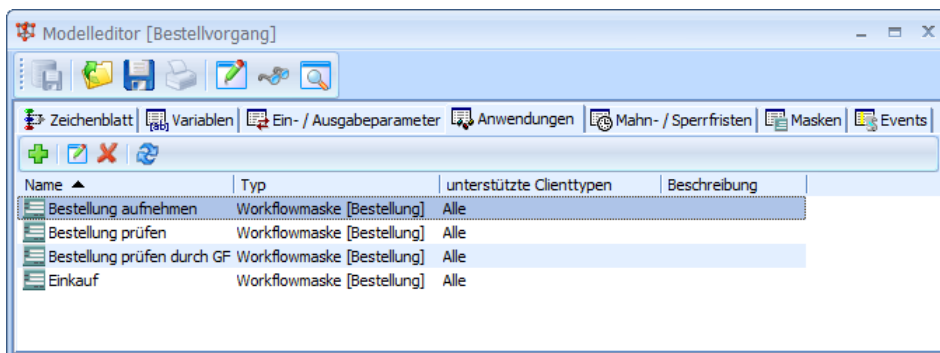 Modelleditor [Bestellvorgang]
Zeichenblatt Variablen Ein- / Ausgabeparameter Anwendungen Mahn- / Sperrfristen Masken Events
Name Typ unterstützte Clienttypen Beschreibung
Bestellung aufnehmen Workflowmaske [Bestellung] Alle
Bestellung prüfen Workflowmaske [Bestellung] Alle
Bestellung prüfen durch GF Workflowmaske [Bestellung] Alle
Einkauf Workflowmaske [Bestellung] Alle